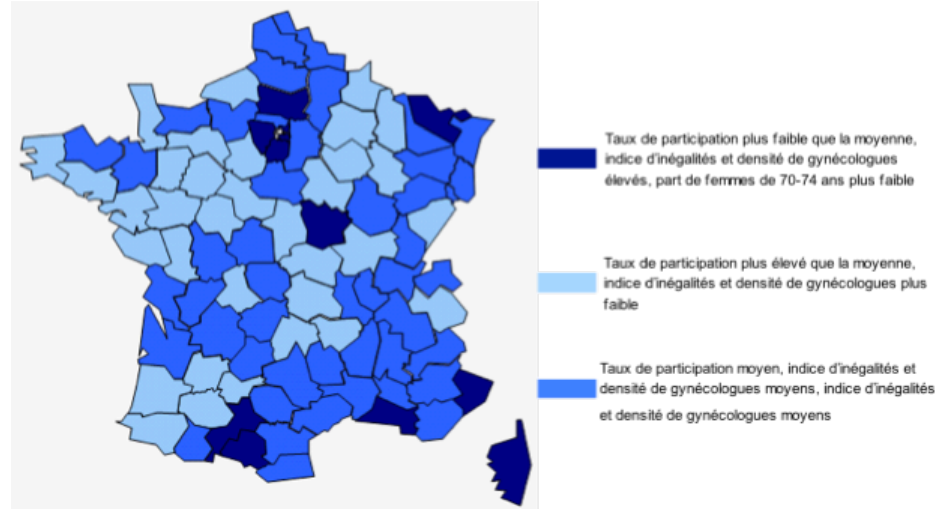 Taux de participation plus faible que la moyenne,
indice d'inégalités et densité de gynécologues
élevés, part de femmes de 70-74 ans plus faible
Taux de participation plus élevé que la moyenne,
indice d'inégalités et densité de gynécologues plus
faible
Taux de participation moyen, indice d'inégalités et
densité de gynécologues moyens, indice d'inégalités
et densité de gynécologues moyens